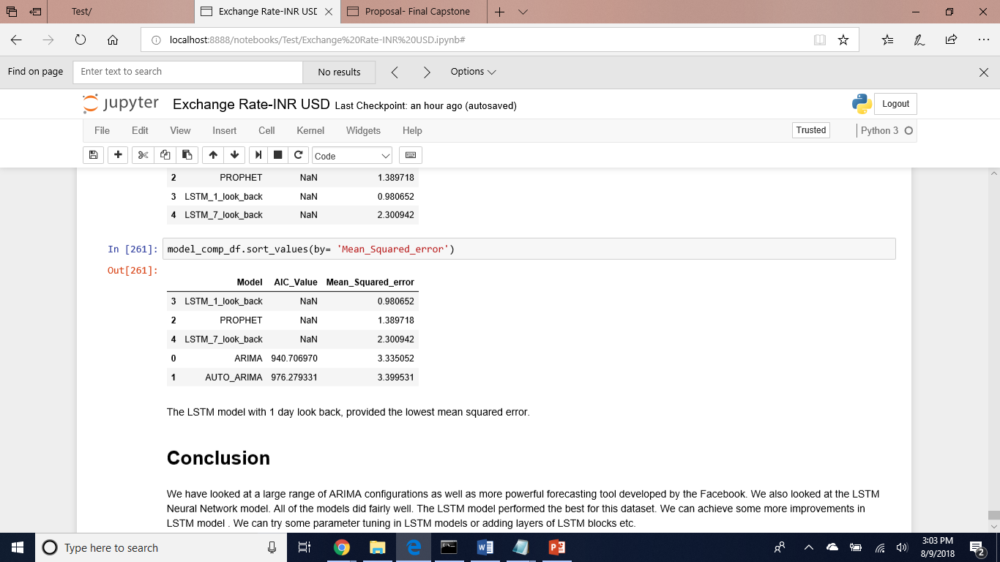 Test/
Exchange Rate-INR USD
Proposal- Final Capstone
localhost:8888/notebooks/Test/Exchange%20Rate-INR%20USD.ipynb#
Find on page
Enter text to search
No results
Options
jupyter
Exchange Rate-INR USD Last Checkpoint: an hour ago (autosaved)
Logout
File Edit View Insert Cell Kernel Widgets Help
Trusted
Python 3
Code
2 PROPHET NaN 1.389718
3 LSTM_1_look_back NaN 0.980652
4 LSTM_7_look_back NaN 2.300942
In [261]: model_comp_df.sort_values(by= 'Mean_Squared_error')
Out[261]:
Model AIC_Value Mean_Squared_error
3 LSTM_1_look_back NaN 0.980652
2 PROPHET NaN 1.389718
4 LSTM_7_look_back NaN 2.300942
0 ARIMA 940.706970 3.335052
1 AUTO_ARIMA 976.279331 3.399531
The LSTM model with 1 day look back, provided the lowest mean squared error.
Conclusion
We have looked at a large range of ARIMA configurations as well as more powerful forecasting tool developed by the Facebook. We also looked at the LSTM
Neural Network model. All of the models did fairly well. The LSTM model performed the best for this dataset. We can achieve some more improvements in
LSTM model . We can try some parameter tuning in LSTM models or adding layers of LSTM blocks etc.
Type here to search
3:03 PM
8/9/2018
2